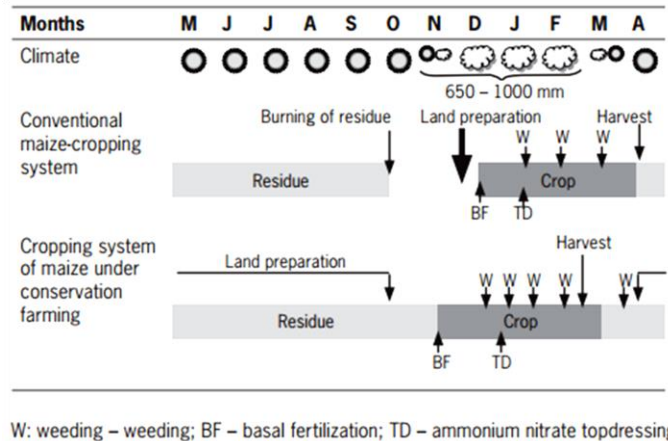 Months M J J A S O N D J F M A
Climate
650 – 1000 mm
Conventional
maize-cropping
system
Burning of residue
Land preparation
Harvest
W W W
Residue
Crop
BF TD
Cropping system
of maize under
conservation
farming
Land preparation
Harvest
W W W W W
Residue
Crop
BF TD
W: weeding – weeding; BF – basal fertilization; TD – ammonium nitrate topdressing